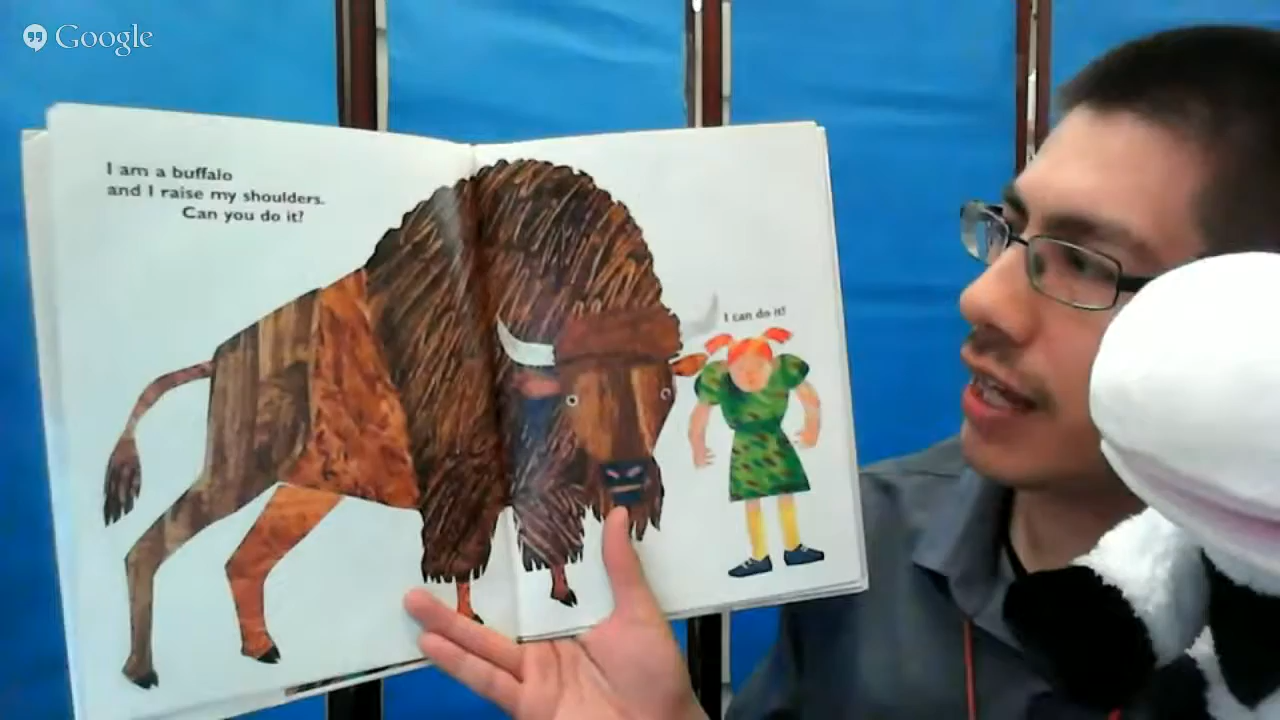 Google
I am a buffalo
and I raise my shoulders.
Can you do it?
I can do it!